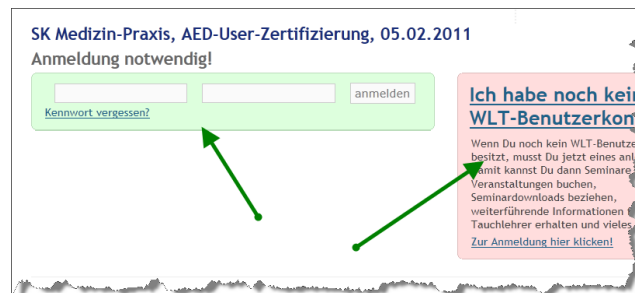 SK Medizin-Praxis, AED-User-Zertifizierung, 05.02.2011
Anmeldung notwendig!
anmelden
Kennwort vergessen?
Ich habe noch kei
WLT-Benutzerkon
Wenn Du noch kein WLT-Benutze
besitzt, musst Du jetzt eines anl
Damit kannst Du dann Seminare
Veranstaltungen buchen,
Seminardownloads beziehen,
weiterführende Informationen
Tauchlehrer erhalten und vieles
Zur Anmeldung hier klicken!